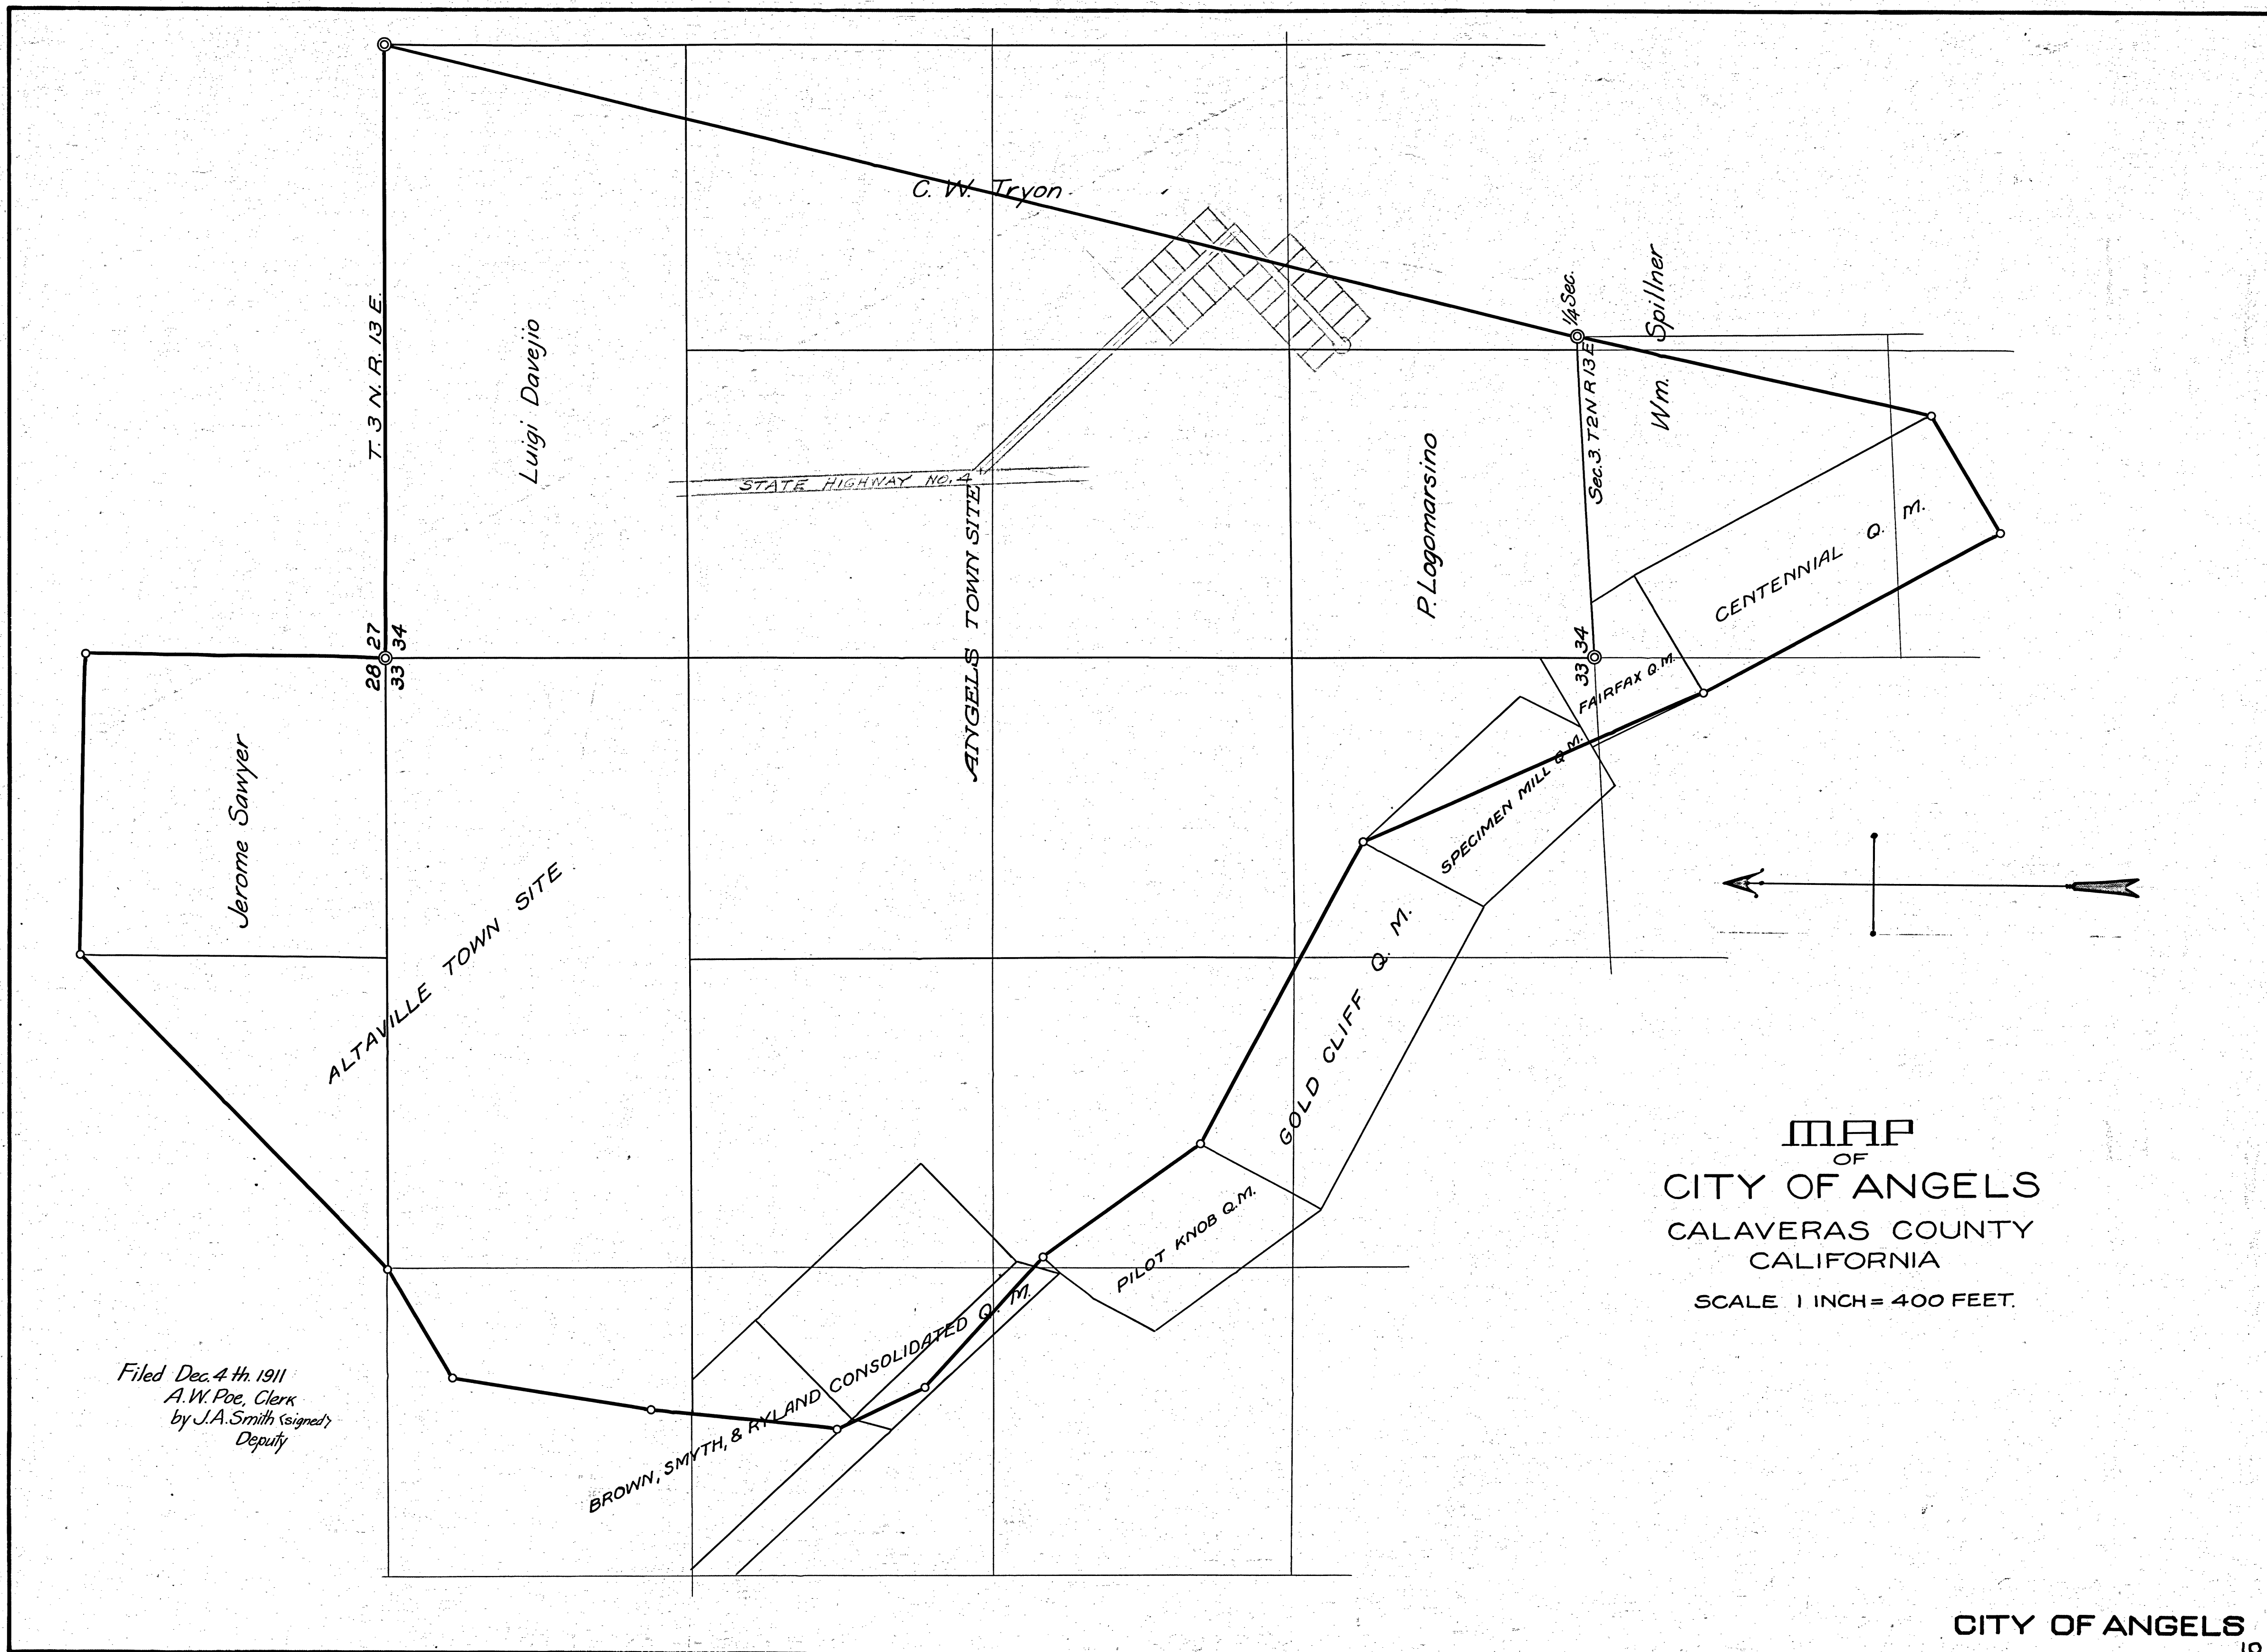 C. W. Tryon
T. 3 N. R. 13 E.
Luigi Davejio
STATE HIGHWAY NO. 4
ANGELS TOWN SITE
P. Logomarsino
1/4 Sec.
Sec. 3. T2N R 13 E
Wm. Spillner
CENTENNIAL Q. M.
28 27
33 34
33 34
FAIRFAX Q. M.
SPECIMEN MILL Q. M.
Jerome Sawyer
ALTAVILLE TOWN SITE
GOLD CLIFF Q. M.
PILOT KNOB Q. M.
BROWN, SMYTH, & RYLAND CONSOLIDATED Q. M.
Filed Dec. 4 th. 1911
A. W. Poe, Clerk
by J. A. Smith (signed)
Deputy
MAP
OF
CITY OF ANGELS
CALAVERAS COUNTY
CALIFORNIA
SCALE 1 INCH = 400 FEET.
CITY OF ANGELS